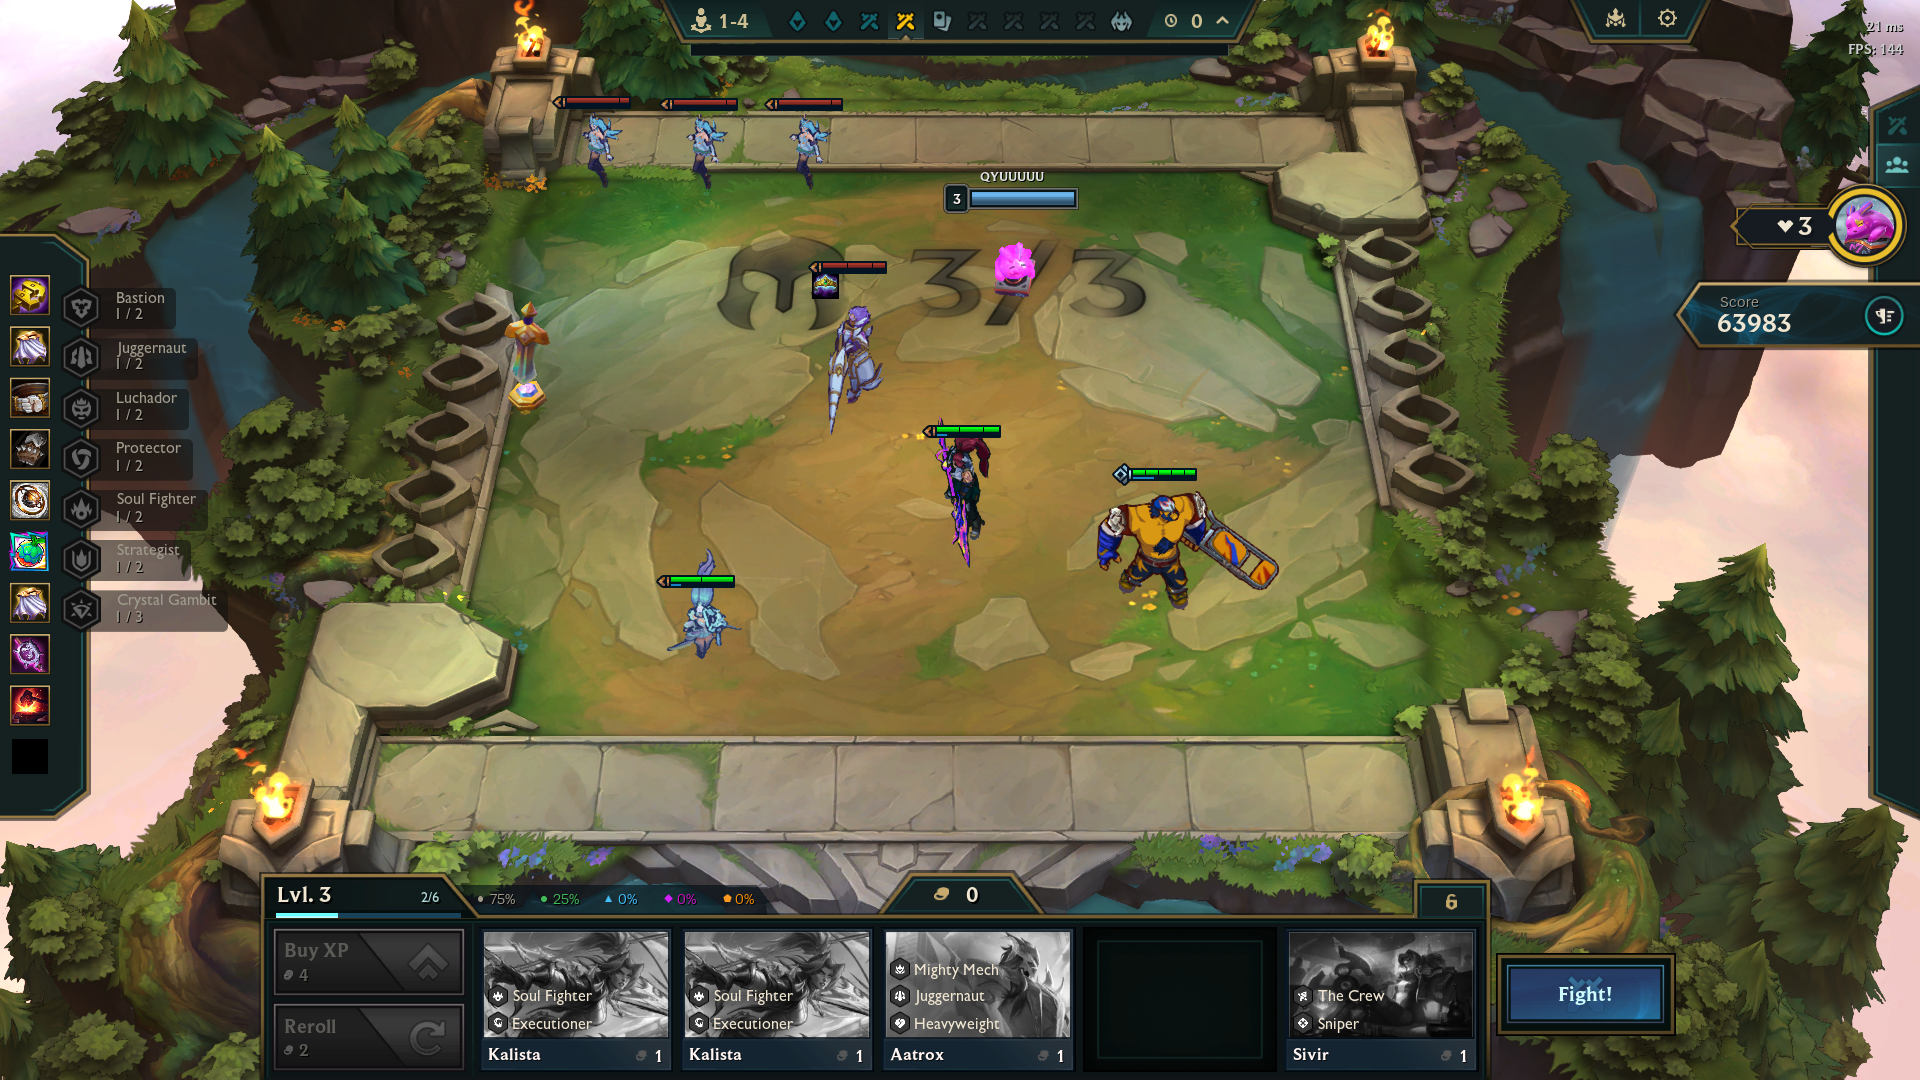 1-4
0
21 ms
FPS: 144
QYUUUUU
3
3/3
3
Score
63983
Bastion
1 / 2
Juggernaut
1 / 2
Luchador
1 / 2
Protector
1 / 2
Soul Fighter
1 / 2
Strategist
1 / 2
Crystal Gambit
1 / 3
Lvl. 3
2/6
75%
25%
0%
0%
0%
0
6
Buy XP
4
Reroll
2
Soul Fighter
Executioner
Kalista
1
Soul Fighter
Executioner
Kalista
1
Mighty Mech
Juggernaut
Heavyweight
Aatrox
1
The Crew
Sniper
Sivir
1
Fight!